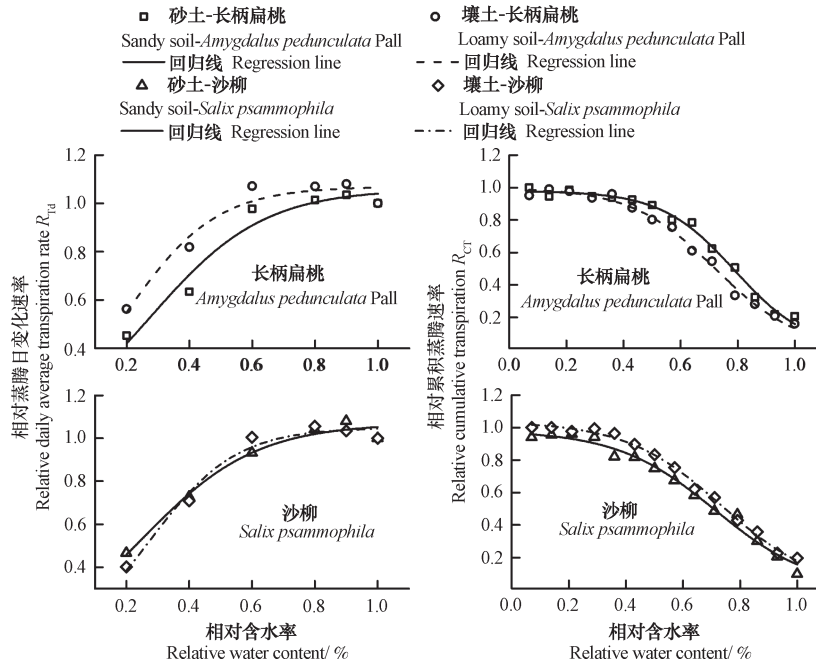 砂土-长柄扁桃
Sandy soil-Amygdalus pedunculata Pall
回归线 Regression line
砂土-沙柳
Sandy soil-Salix psammophila
回归线 Regression line
壤土-长柄扁桃
Loamy soil-Amygdalus pedunculata Pall
回归线 Regression line
壤土-沙柳
Loamy soil-Salix psammophila
回归线 Regression line
相对蒸腾日变化速率
Relative daily average transpiration rate RTd
1.2
1.0
0.8
0.6
0.4
长柄扁桃
Amygdalus pedunculata Pall
0.2 0.4 0.6 0.8 1.0
1.2
1.0
0.8
0.6
0.4
沙柳
Salix psammophila
0.2 0.4 0.6 0.8 1.0
相对含水率
Relative water content/ %
相对累积蒸腾速率
Relative cumulative transpiration RCT
1.2
1.0
0.8
0.6
0.4
0.2
长柄扁桃
Amygdalus pedunculata Pall
0.0 0.2 0.4 0.6 0.8 1.0
1.2
1.0
0.8
0.6
0.4
0.2
沙柳
Salix psammophila
0.0 0.2 0.4 0.6 0.8 1.0
相对含水率
Relative water content/ %